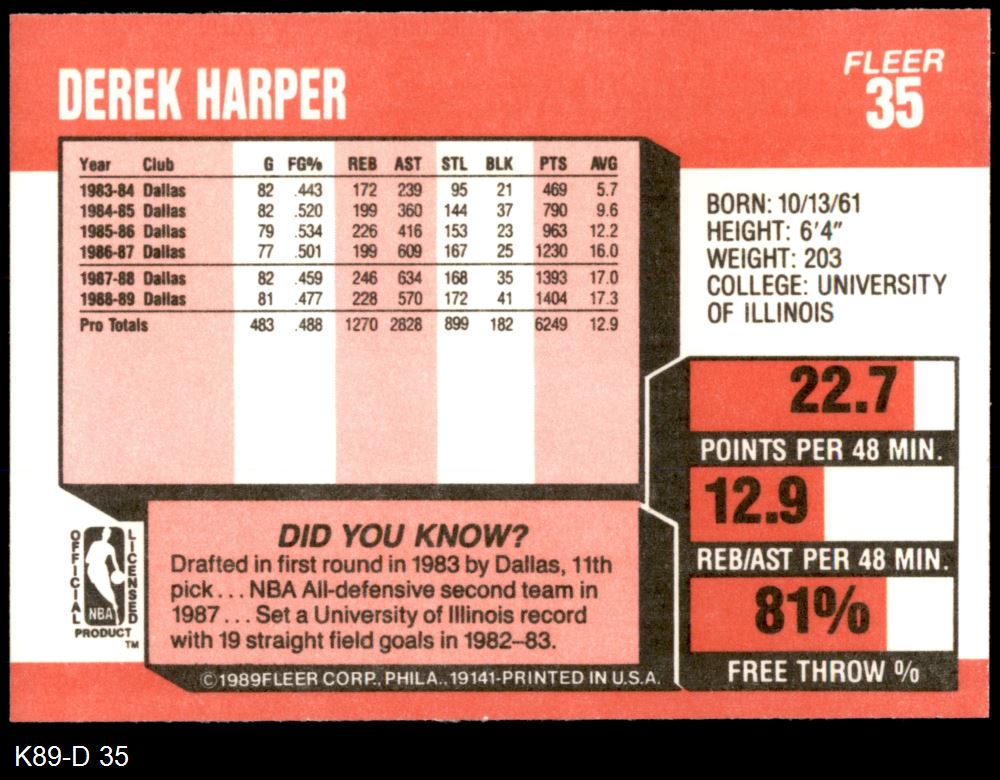 DEREK HARPER
FLEER
35
Year Club G FG% REB AST STL BLK PTS AVG
1983-84 Dallas 82 .443 172 239 95 21 469 5.7
1984-85 Dallas 82 .520 199 360 144 37 790 9.6
1985-86 Dallas 79 .534 226 416 153 23 963 12.2
1986-87 Dallas 77 .501 199 609 167 25 1230 16.0
1987-88 Dallas 82 .459 246 634 168 35 1393 17.0
1988-89 Dallas 81 .477 228 570 172 41 1404 17.3
Pro Totals 483 .488 1270 2828 899 182 6249 12.9
BORN: 10/13/61
HEIGHT: 6'4"
WEIGHT: 203
COLLEGE: UNIVERSITY
OF ILLINOIS
22.7
POINTS PER 48 MIN.
12.9
REB/AST PER 48 MIN.
81%
FREE THROW %
OFFICIAL
LICENSED
NBA
PRODUCT
TM
DID YOU KNOW?
Drafted in first round in 1983 by Dallas, 11th
pick... NBA All-defensive second team in
1987... Set a University of Illinois record
with 19 straight field goals in 1982-83.
©1989FLEER CORP., PHILA., 19141-PRINTED IN U.S.A.
K89-D 35